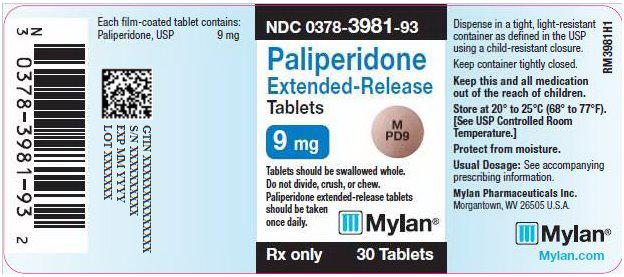 N
3 0378-3981-93 2
Each film-coated tablet contains:
Paliperidone, USP 9 mg
GTIN XXXXXXXXXXXXXX
S/N XXXXXXXXX
EXP MM YYYY
LOT XXXXXX
NDC 0378-3981-93
Paliperidone
Extended-Release
Tablets
9 mg
M
PD9
Tablets should be swallowed whole.
Do not divide, crush, or chew.
Paliperidone extended-release tablets
should be taken
once daily.
Mylan®
Rx only 30 Tablets
Dispense in a tight, light-resistant
container as defined in the USP
using a child-resistant closure.
Keep container tightly closed.
Keep this and all medication
out of the reach of children.
Store at 20° to 25°C (68° to 77°F).
[See USP Controlled Room
Temperature.]
Protect from moisture.
Usual Dosage: See accompanying
prescribing information.
Mylan Pharmaceuticals Inc.
Morgantown, WV 26505 U.S.A.
Mylan®
Mylan.com
RM3981H1